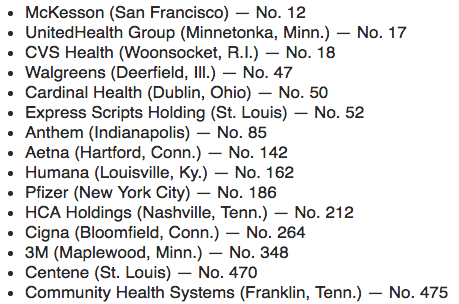 • McKesson (San Francisco) — No. 12
• UnitedHealth Group (Minnetonka, Minn.) — No. 17
• CVS Health (Woonsocket, R.I.) — No. 18
• Walgreens (Deerfield, Ill.) — No. 47
• Cardinal Health (Dublin, Ohio) — No. 50
• Express Scripts Holding (St. Louis) — No. 52
• Anthem (Indianapolis) — No. 85
• Aetna (Hartford, Conn.) — No. 142
• Humana (Louisville, Ky.) — No. 162
• Pfizer (New York City) — No. 186
• HCA Holdings (Nashville, Tenn.) — No. 212
• Cigna (Bloomfield, Conn.) — No. 264
• 3M (Maplewood, Minn.) — No. 348
• Centene (St. Louis) — No. 470
• Community Health Systems (Franklin, Tenn.) — No. 475